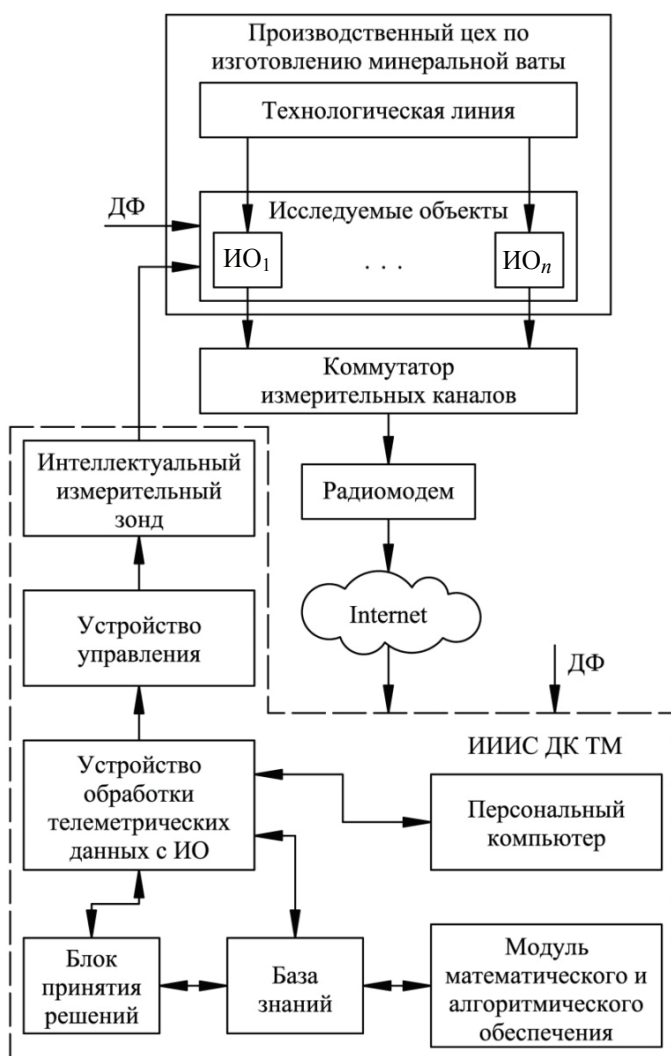 Производственный цех по
изготовлению минеральной ваты
Технологическая линия
ДФ
Исследуемые объекты
ИО₁
. . .
ИОₙ
Коммутатор
измерительных каналов
Интеллектуальный
измерительный
зонд
Радиомодем
Internet
Устройство
управления
ДФ
ИИИС ДК ТМ
Устройство
обработки
телеметрических
данных с ИО
Персональный
компьютер
Блок
принятия
решений
База
знаний
Модуль
математического и
алгоритмического
обеспечения